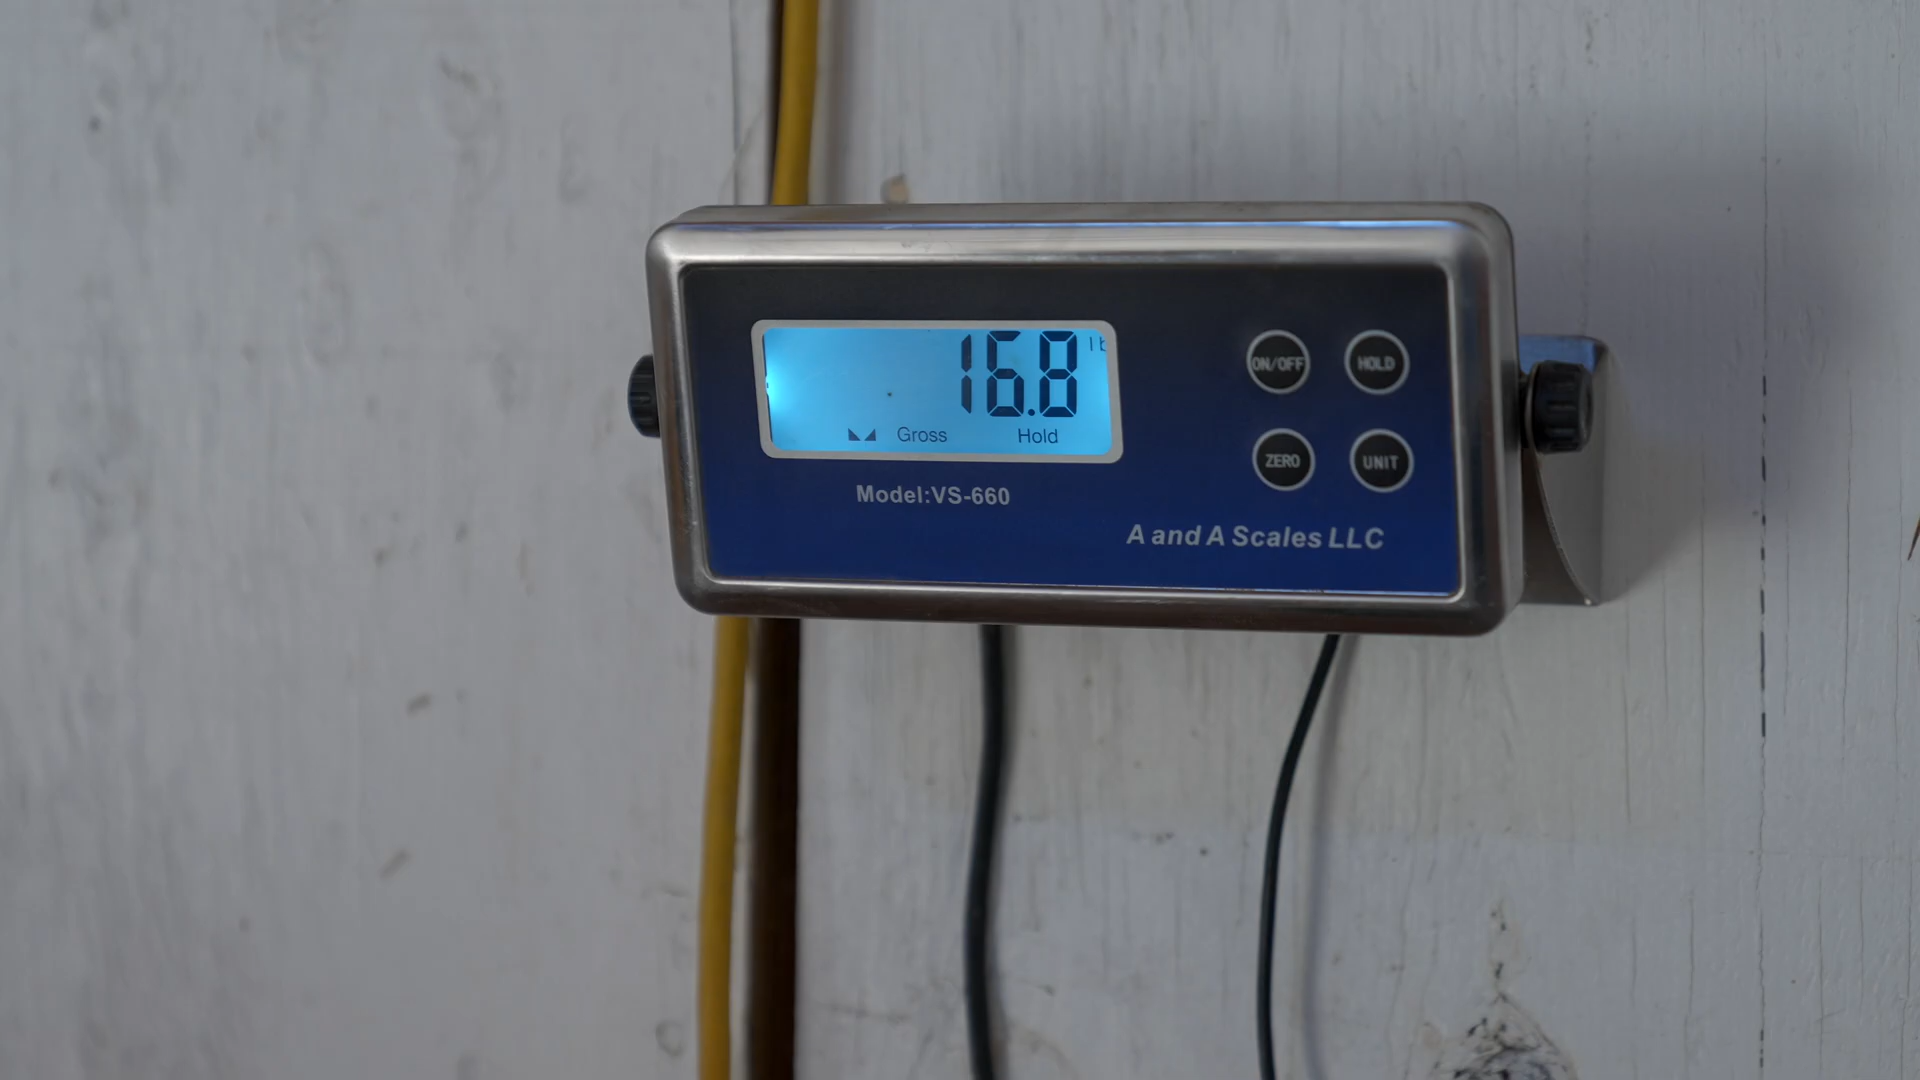 16.8 lb
Gross Hold
Model:VS-660
A and A Scales LLC
ON/OFF HOLD
ZERO UNIT